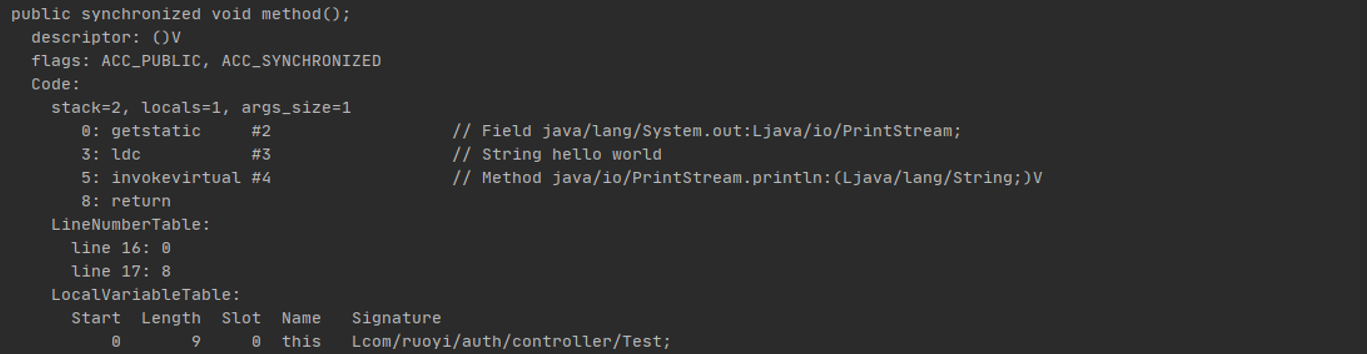 public synchronized void method();
descriptor: ()V
flags: ACC_PUBLIC, ACC_SYNCHRONIZED
Code:
stack=2, locals=1, args_size=1
0: getstatic #2 // Field java/lang/System.out:Ljava/io/PrintStream;
3: ldc #3 // String hello world
5: invokevirtual #4 // Method java/io/PrintStream.println:(Ljava/lang/String;)V
8: return
LineNumberTable:
line 16: 0
line 17: 8
LocalVariableTable:
Start Length Slot Name Signature
0 9 0 this Lcom/ruoyi/auth/controller/Test;